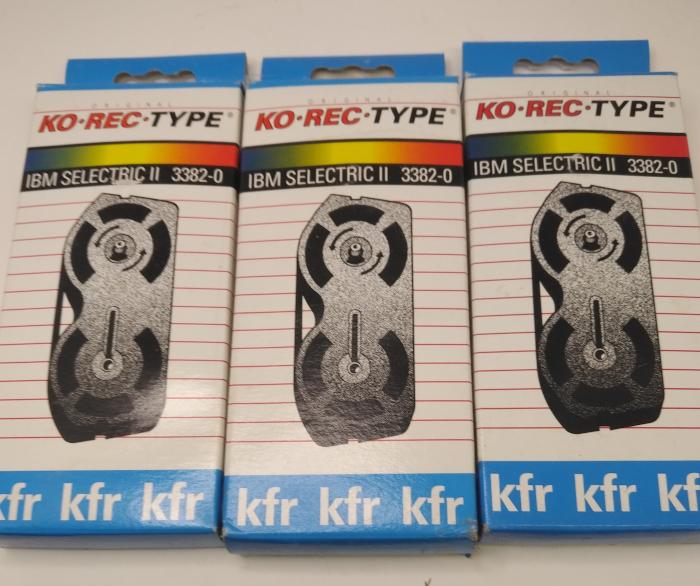 ORIGINAL
KO·REC·TYPE®
IBM SELECTRIC II 3382-0
kfr kfr kfr
ORIGINAL
KO·REC·TYPE®
IBM SELECTRIC II 3382-0
kfr kfr kfr
ORIGINAL
KO·REC·TYPE®
IBM SELECTRIC II 3382-0
kfr kfr kf